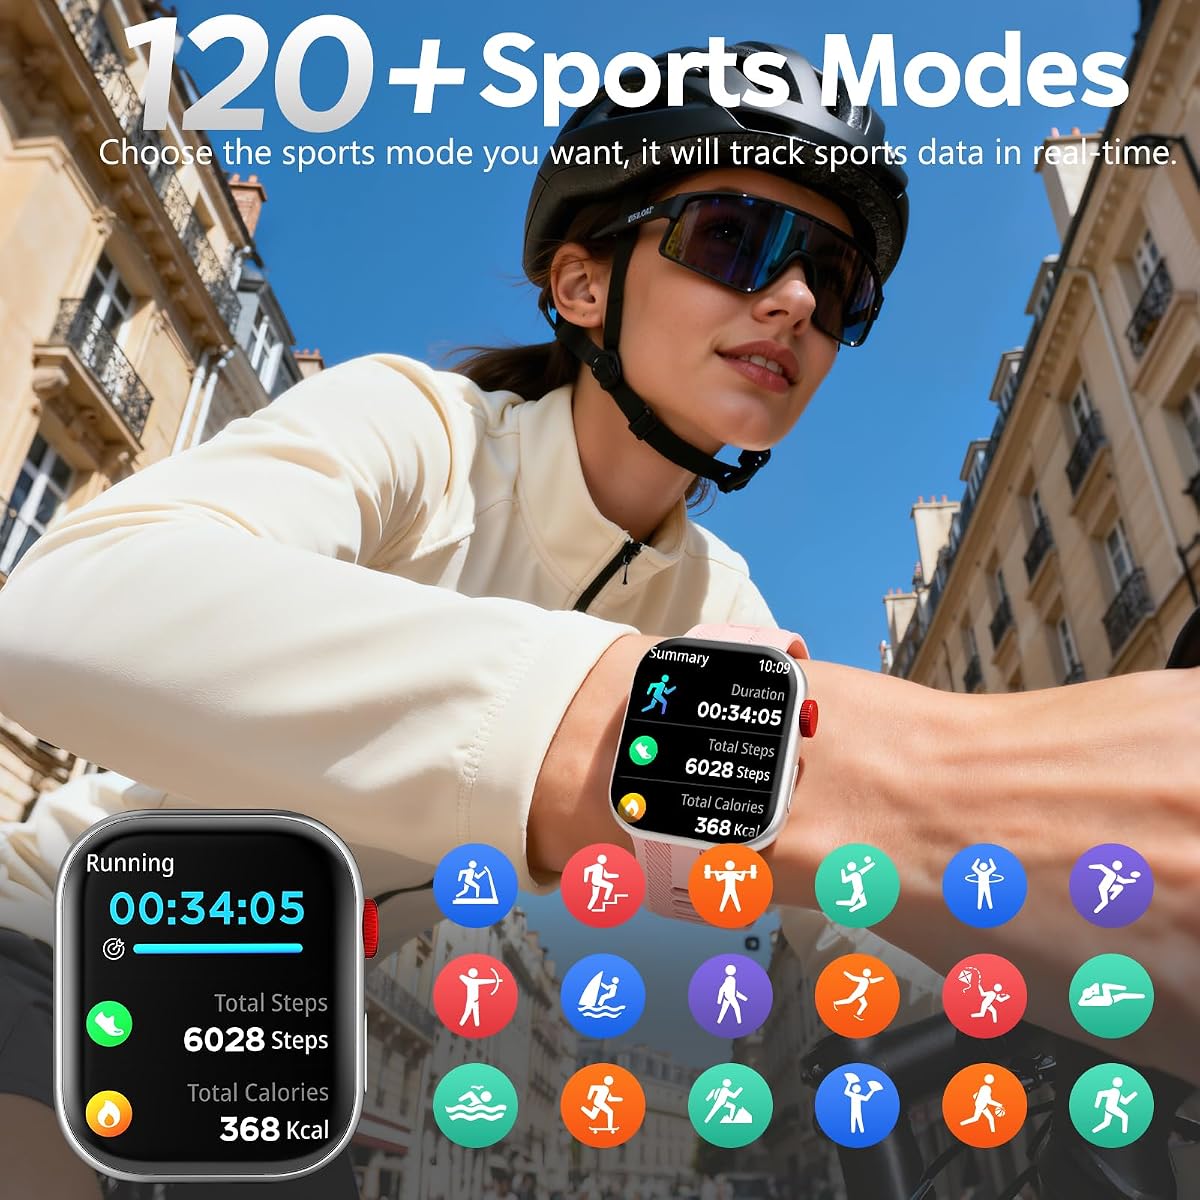 120+ Sports Modes
Choose the sports mode you want, it will track sports data in real-time.
Summary
10:09
Duration
00:34:05
Total Steps
6028 Steps
Total Calories
368 Kcal
Running
00:34:05
Total Steps
6028 Steps
Total Calories
368 Kcal